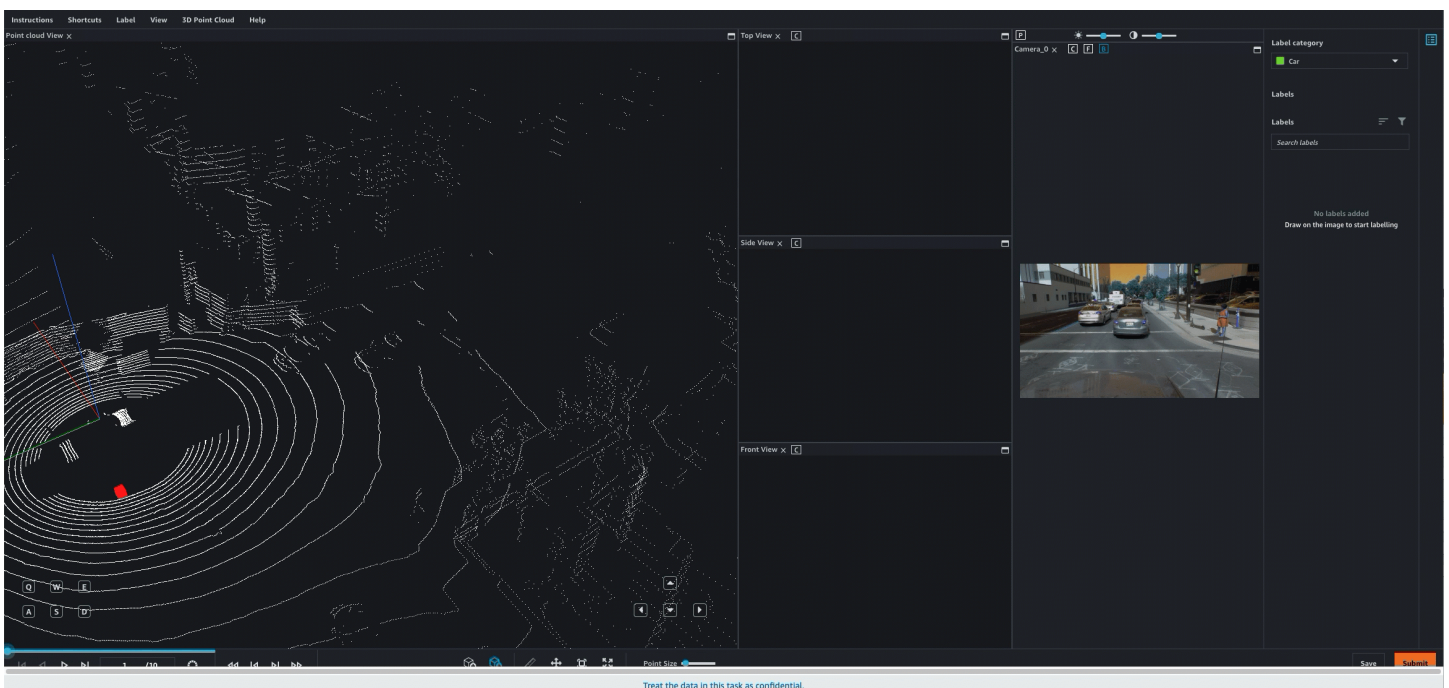 Instructions Shortcuts Label View 3D Point Cloud Help
Point cloud View x
Top View x C
P
Camera_0 x C F B
Label category
Car
Labels
Labels
Search labels
No labels added
Draw on the image to start labelling
Side View x C
Front View x C
Q W E
A S D
1 /10
Point Size
Save Submit
Treat the data in this task as confidential.